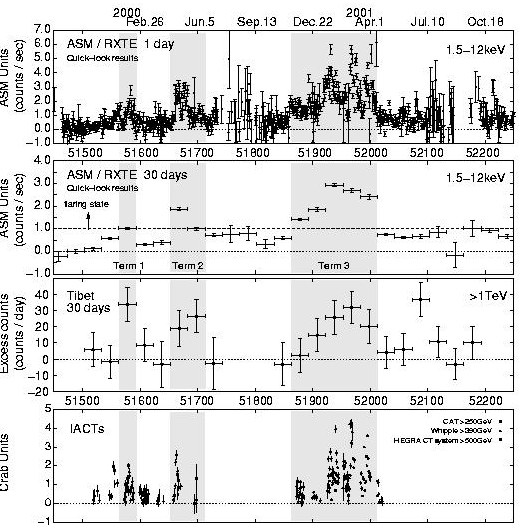 2000 2001
Feb.26 Jun.5 Sep.13 Dec.22 Apr.1 Jul.10 Oct.18
7.0
6.0
5.0
4.0
3.0
2.0
1.0
0.0
-1.0
ASM Units
(counts / sec)
ASM / RXTE 1 day
Quick-look results
1.5-12keV
51500 51600 51700 51800 51900 52000 52100 52200
4.0
3.0
2.0
1.0
0.0
-1.0
ASM Units
(counts / sec)
ASM / RXTE 30 days
Quick-look results
flaring state
1.5-12keV
Term 1 Term 2 Term 3
40
30
20
10
0
-10
-20
Excess counts
(counts / day)
Tibet
30 days
>1TeV
51500 51600 51700 51800 51900 52000 52100 52200
5
4
3
2
1
0
-1
Crab Units
IACTs
CAT>250GeV
Whipple>390GeV
HEGRA CT system>500GeV